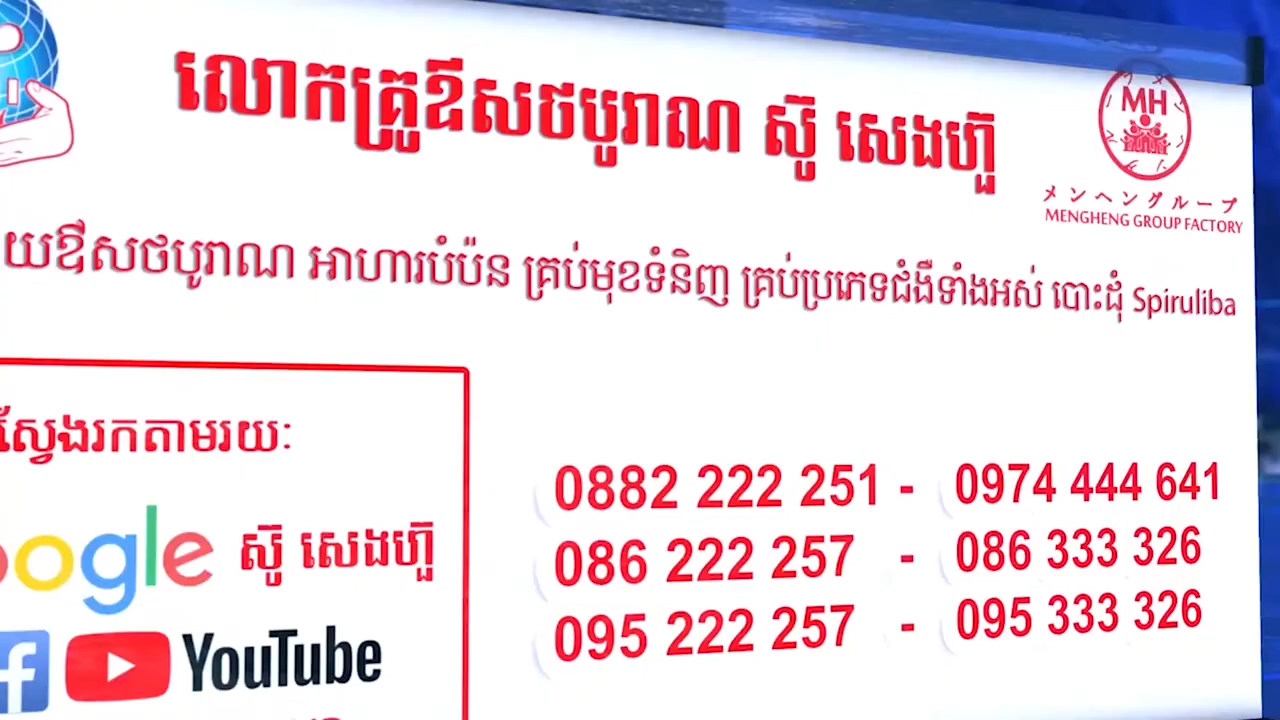 លោកគ្រូឱីសថបូរាណ ស៊ូ សេងហ៊ួ
MH
メンヘングループ
MENGHENG GROUP FACTORY
យឱីសថបូរាណ អាហារបំប៉ន គ្រប់មុខទំនិញ គ្រប់ប្រភេទជំងឺទាំងអស់ បោះដុំ Spiruliba
ស្វែងរកតាមរយៈ
oogle ស៊ូ សេងហ៊ួ
f YouTube
0882 222 251 - 0974 444 641
086 222 257 - 086 333 326
095 222 257 - 095 333 326